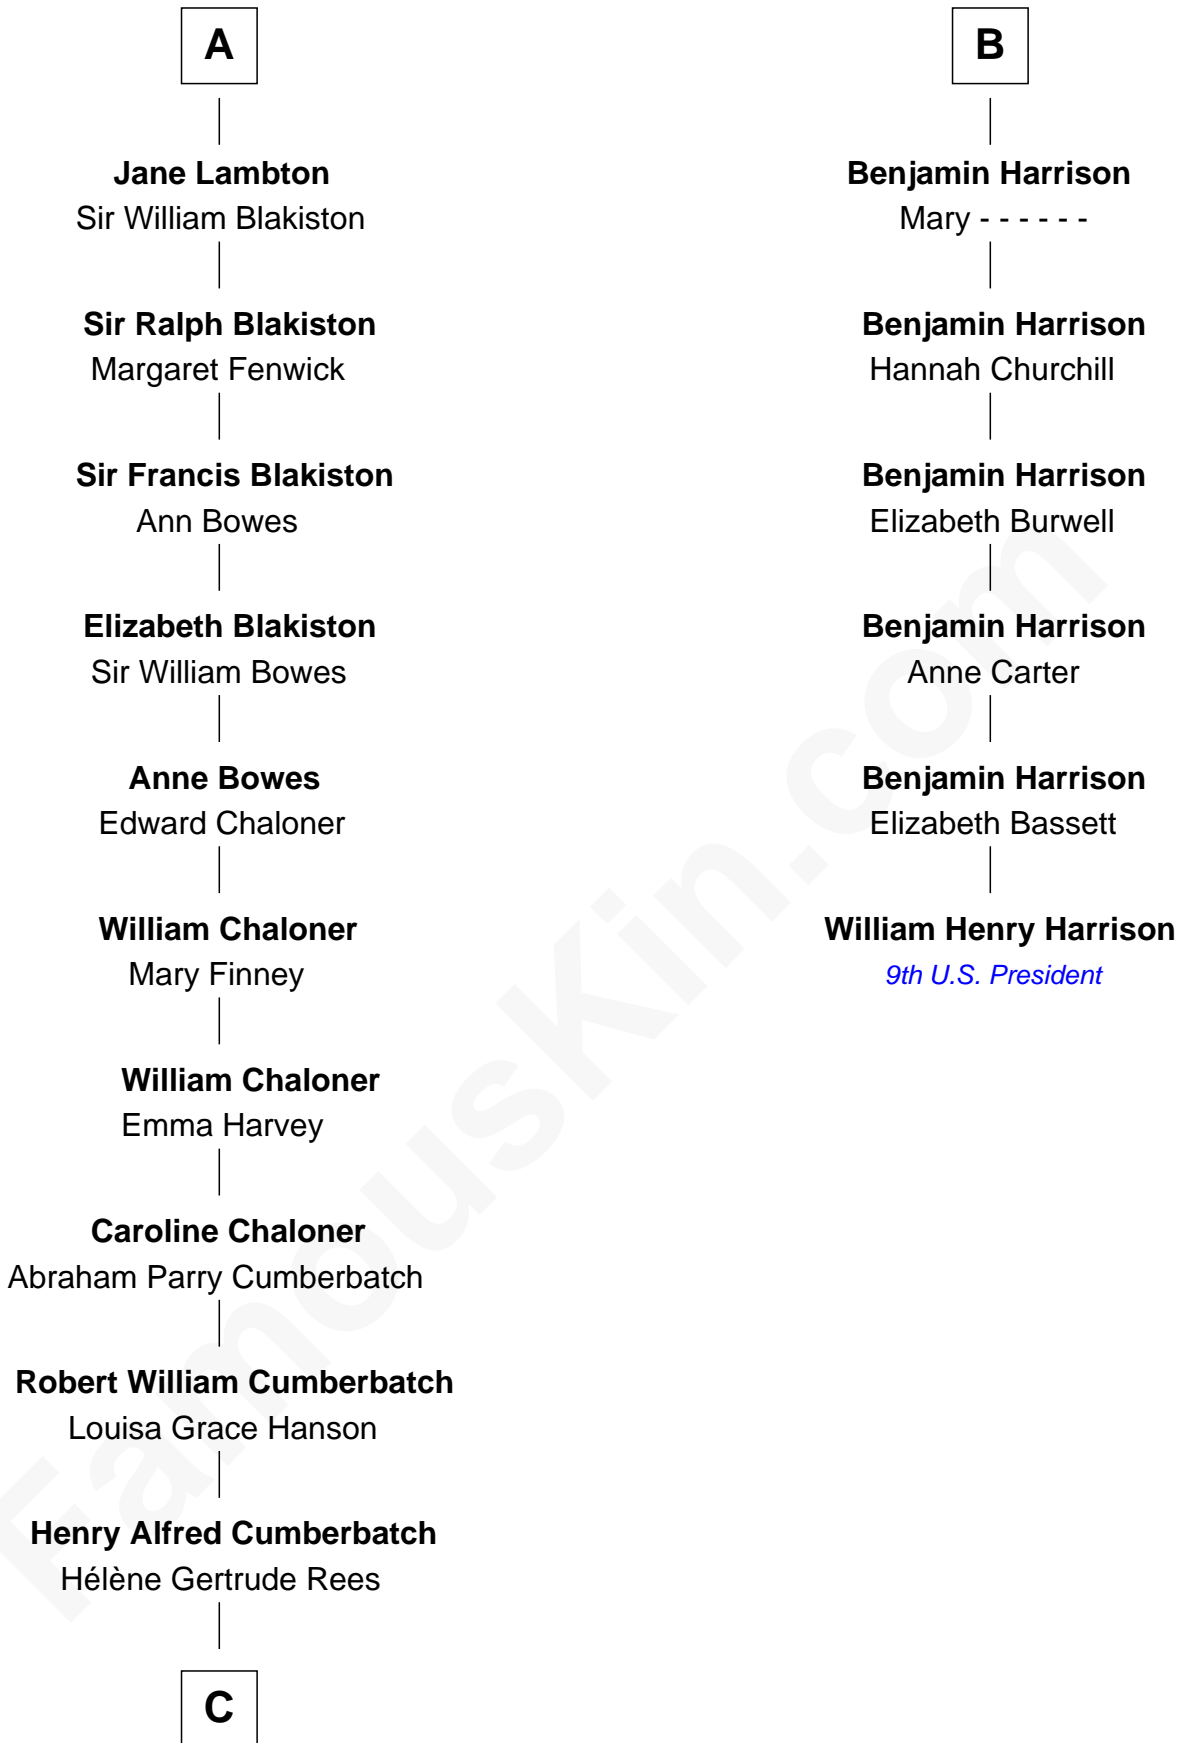 A
Jane Lambton
Sir William Blakiston
Sir Ralph Blakiston
Margaret Fenwick
Sir Francis Blakiston
Ann Bowes
Elizabeth Blakiston
Sir William Bowes
Anne Bowes
Edward Chaloner
William Chaloner
Mary Finney
William Chaloner
Emma Harvey
Caroline Chaloner
Abraham Parry Cumberbatch
Robert William Cumberbatch
Louisa Grace Hanson
Henry Alfred Cumberbatch
Hélène Gertrude Rees
C
B
Benjamin Harrison
Mary - - - - - -
Benjamin Harrison
Hannah Churchill
Benjamin Harrison
Elizabeth Burwell
Benjamin Harrison
Anne Carter
Benjamin Harrison
Elizabeth Bassett
William Henry Harrison
9th U.S. President
FamousKin.com